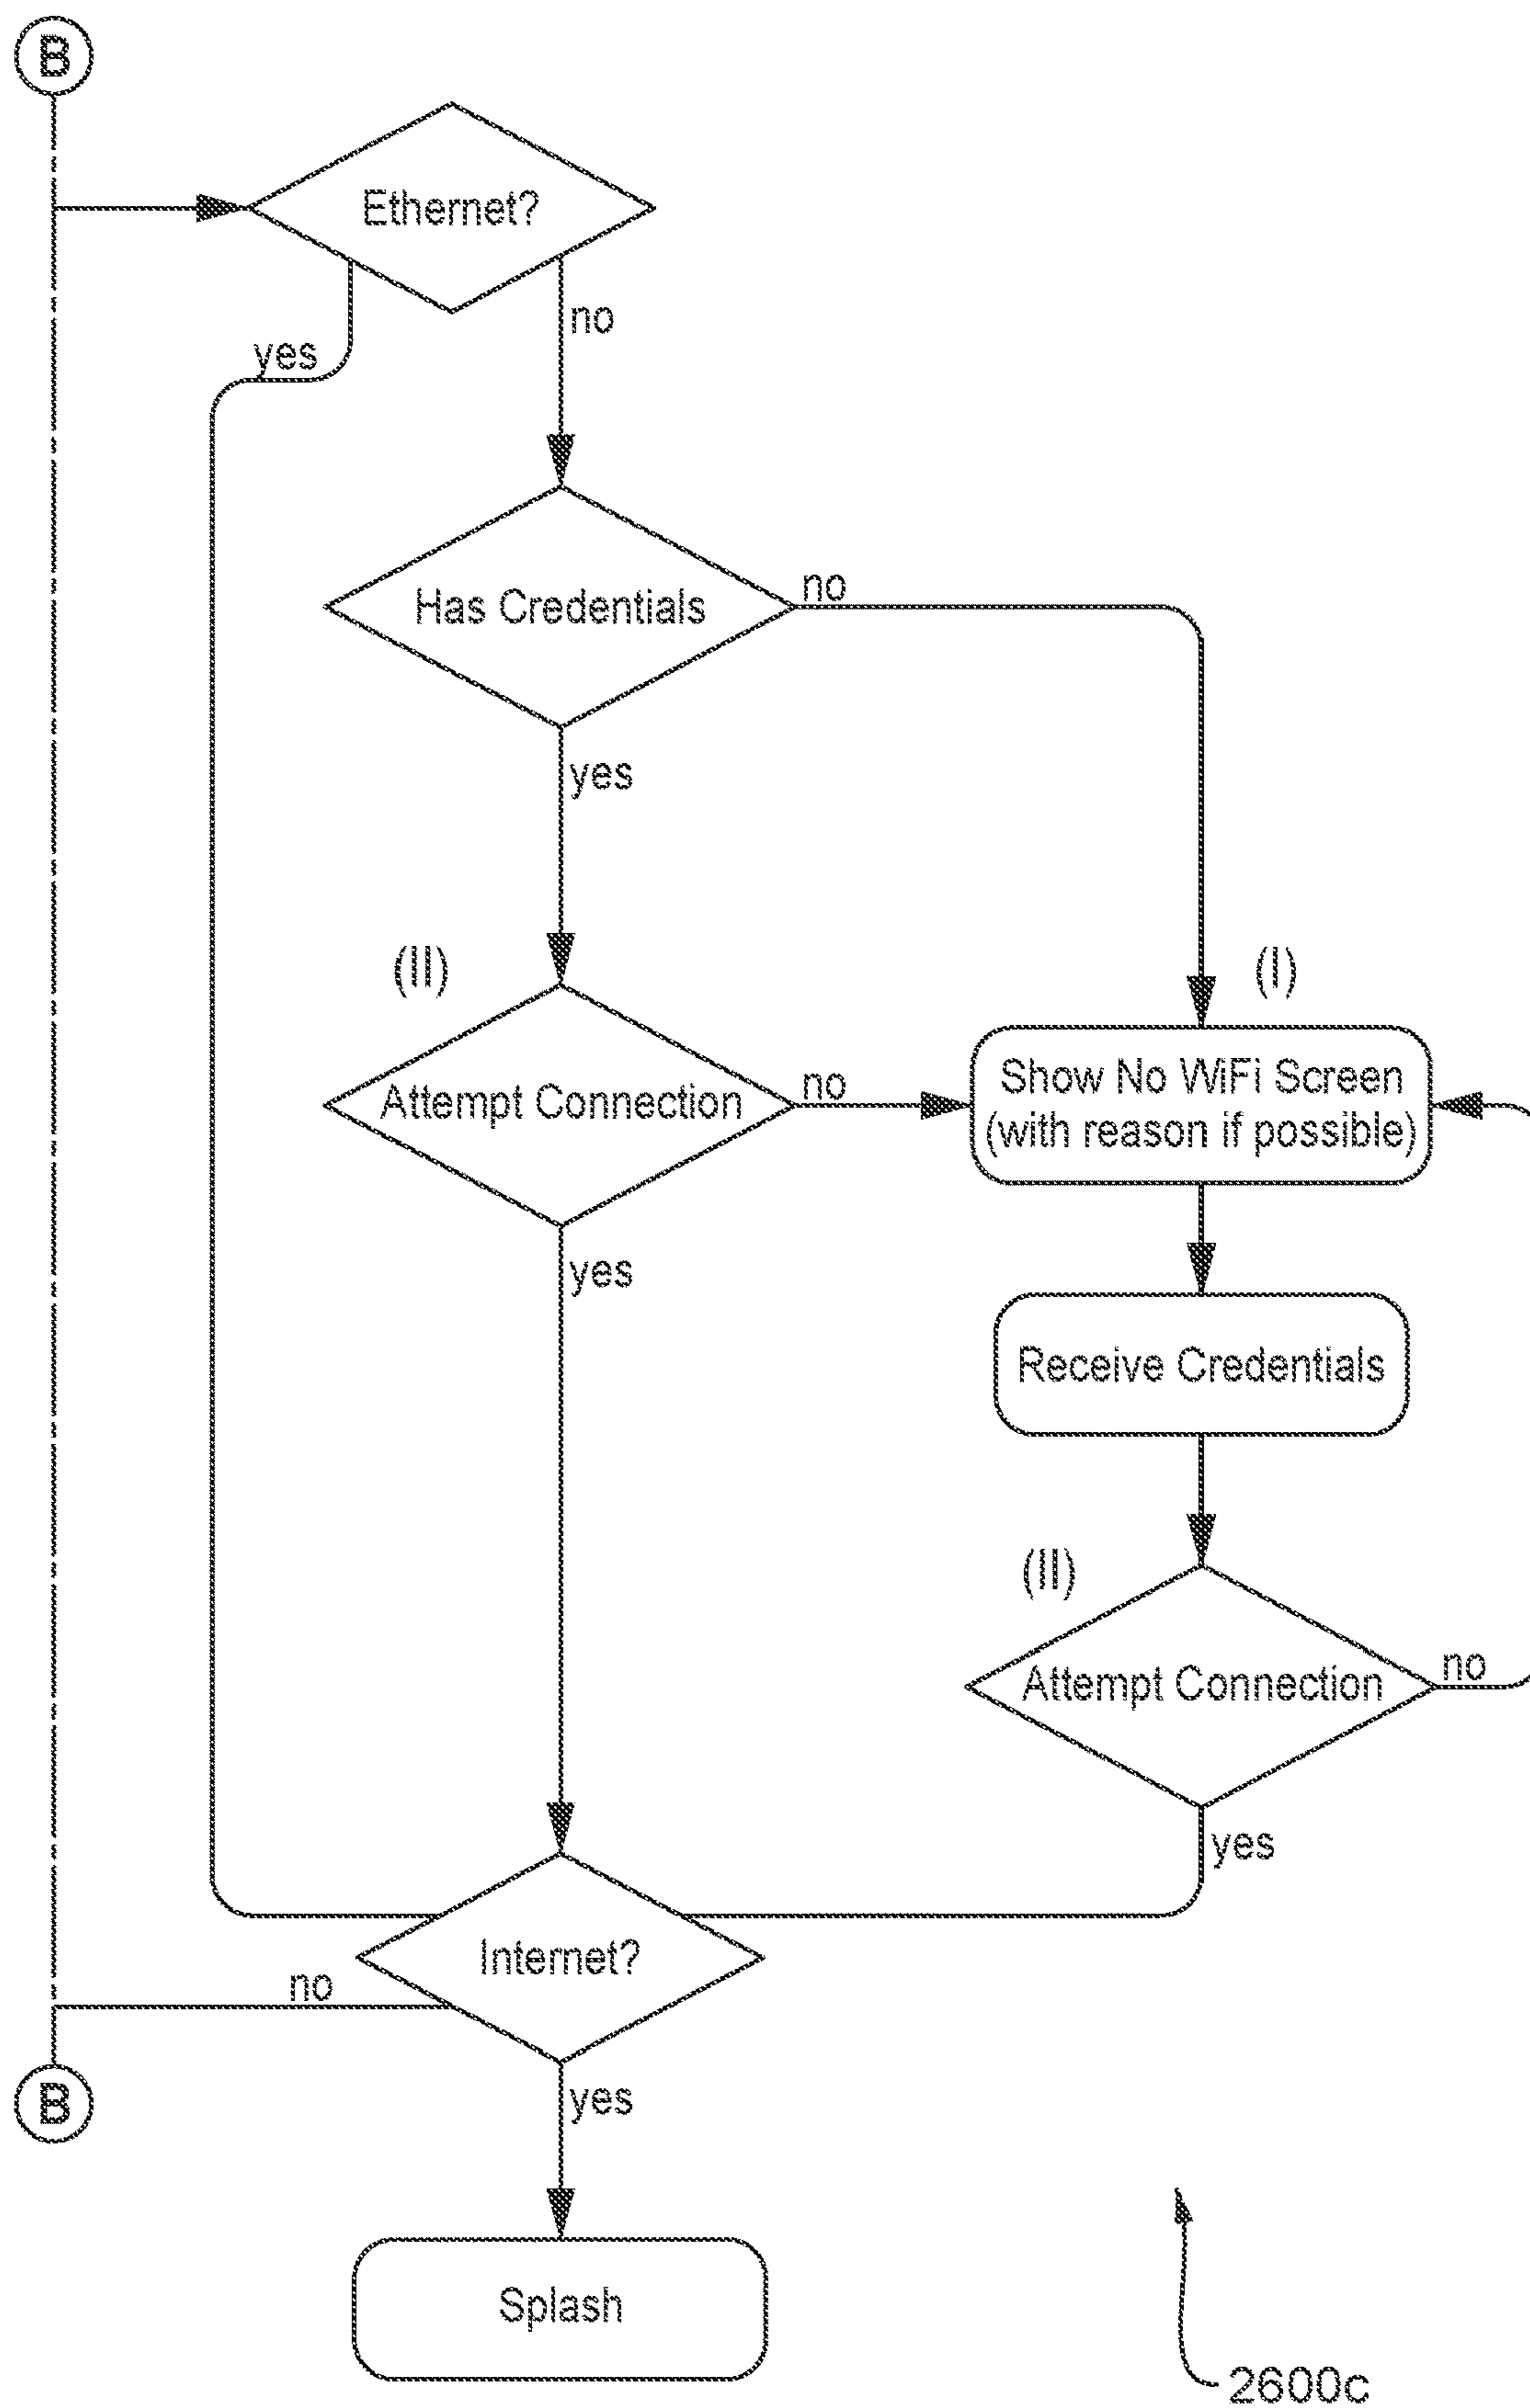 B
Ethernet?
no
yes
Has Credentials
no
yes
(II)
(I)
Attempt Connection
no
Show No WiFi Screen
(with reason if possible)
yes
Receive Credentials
(II)
Attempt Connection
no
yes
Internet?
no
B
yes
Splash
2600c